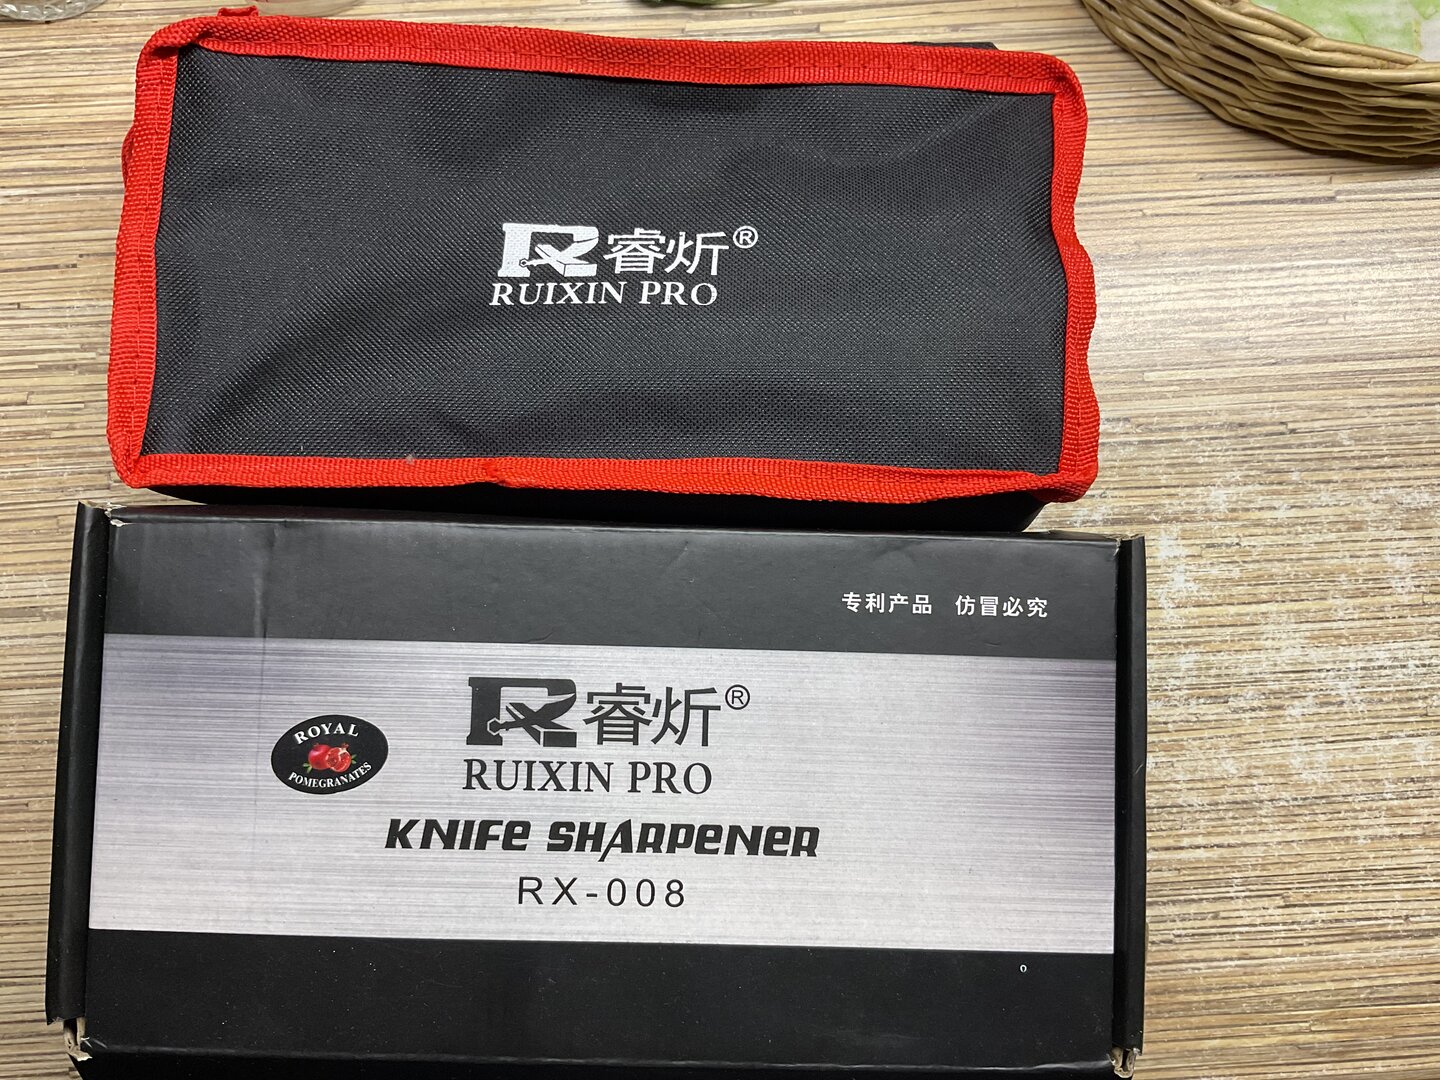 睿炘®
RUIXIN PRO
专利产品 仿冒必究
睿炘®
RUIXIN PRO
ROYAL
POMEGRANATES
KNIFE SHARPENER
RX-008